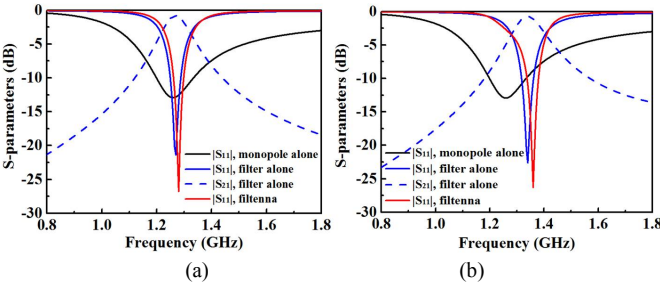 0
-5
-10
-15
-20
-25
-30
S-parameters (dB)
|S11|, monopole alone
|S11|, filter alone
|S21|, filter alone
|S11|, filtenna
0.8 1.0 1.2 1.4 1.6 1.8
Frequency (GHz)
(a)
0
-5
-10
-15
-20
-25
-30
S-parameters (dB)
|S11|, monopole alone
|S11|, filter alone
|S21|, filter alone
|S11|, filtenna
0.8 1.0 1.2 1.4 1.6 1.8
Frequency (GHz)
(b)